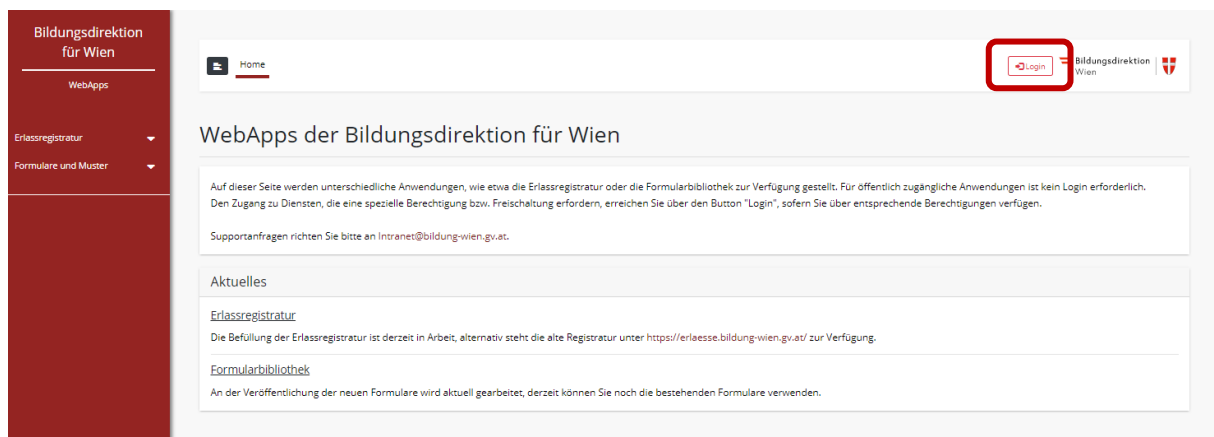 Bildungsdirektion
für Wien
WebApps
Erlassregistratur
Formulare und Muster
Home
Login
Bildungsdirektion
Wien
WebApps der Bildungsdirektion für Wien
Auf dieser Seite werden unterschiedliche Anwendungen, wie etwa die Erlassregistratur oder die Formularbibliothek zur Verfügung gestellt. Für öffentlich zugängliche Anwendungen ist kein Login erforderlich.
Den Zugang zu Diensten, die eine spezielle Berechtigung bzw. Freischaltung erfordern, erreichen Sie über den Button "Login", sofern Sie über entsprechende Berechtigungen verfügen.
Supportanfragen richten Sie bitte an Intranet@bildung-wien.gv.at.
Aktuelles
Erlassregistratur
Die Befüllung der Erlassregistratur ist derzeit in Arbeit, alternativ steht die alte Registratur unter https://erlaesse.bildung-wien.gv.at/ zur Verfügung.
Formularbibliothek
An der Veröffentlichung der neuen Formulare wird aktuell gearbeitet, derzeit können Sie noch die bestehenden Formulare verwenden.